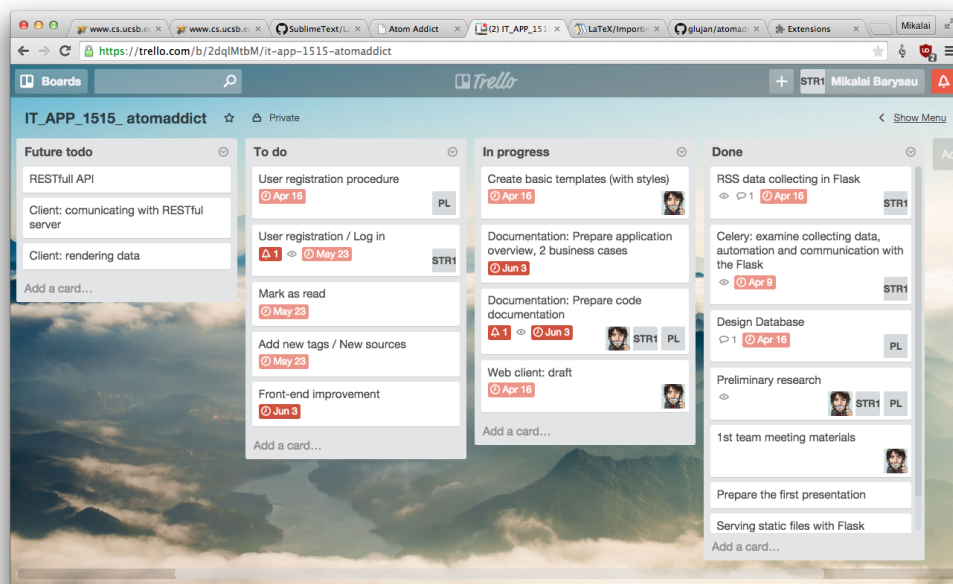 www.cs.ucsb.e
www.cs.ucsb.e
SublimeText/L
Atom Addict
(2) IT_APP_151
LaTeX/Importi
glujan/atomad
Extensions
Mikalai
https://trello.com/b/2dqlMtbM/it-app-1515-atomaddict
2
Boards
Trello
STR1 Mikalai Barysau
IT_APP_1515_ atomaddict
Private
Show Menu
Future todo
RESTfull API
Client: comunicating with RESTful
server
Client: rendering data
Add a card…
To do
User registration procedure
Apr 16
PL
User registration / Log in
1 May 23
STR1
Mark as read
May 23
Add new tags / New sources
May 23
Front-end improvement
Jun 3
Add a card…
In progress
Create basic templates (with styles)
Apr 16
Documentation: Prepare application
overview, 2 business cases
Jun 3
Documentation: Prepare code
documentation
1 Jun 3
STR1 PL
Web client: draft
Apr 16
Add a card…
Done
RSS data collecting in Flask
1 Apr 16
STR1
Celery: examine collecting data,
automation and communication with
the Flask
Apr 9
STR1
Design Database
1 Apr 16
PL
Preliminary research
STR1 PL
1st team meeting materials
Prepare the first presentation
Serving static files with Flask
Add a card…